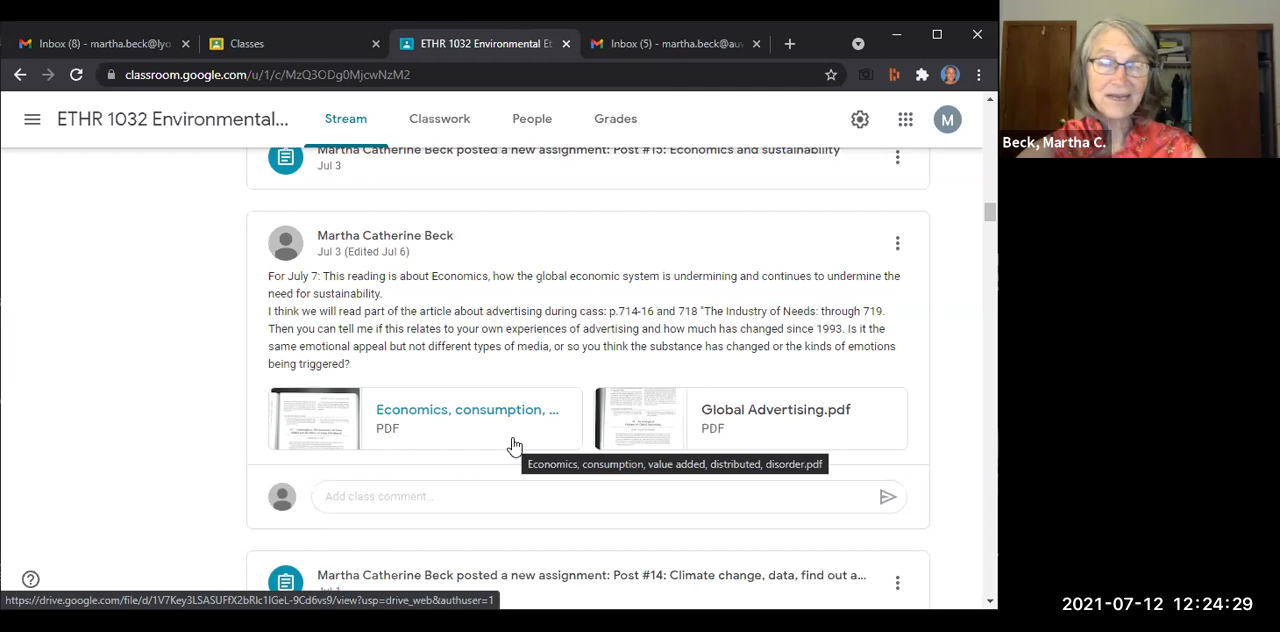 Inbox (8) - martha.beck@lyo
Classes
ETHR 1032 Environmental Et
Inbox (5) - martha.beck@au
classroom.google.com/u/1/c/MzQ3ODg0MjcwNzM2
ETHR 1032 Environmental...
Stream
Classwork
People
Grades
M
Beck, Martha C.
Martha Catherine Beck posted a new assignment: Post #15: Economics and sustainability
Jul 3
Martha Catherine Beck
Jul 3 (Edited Jul 6)
For July 7: This reading is about Economics, how the global economic system is undermining and continues to undermine the
need for sustainability.
I think we will read part of the article about advertising during cass: p.714-16 and 718 "The Industry of Needs: through 719.
Then you can tell me if this relates to your own experiences of advertising and how much has changed since 1993. Is it the
same emotional appeal but not different types of media, or so you think the substance has changed or the kinds of emotions
being triggered?
Economics, consumption, ...
PDF
Global Advertising.pdf
PDF
Economics, consumption, value added, distributed, disorder.pdf
Add class comment...
Martha Catherine Beck posted a new assignment: Post #14: Climate change, data, find out a...
Jul 1
https://drive.google.com/file/d/1V7Key3LSASUFfX2bRlc1IGeL-9Cd6vs9/view?usp=drive_web&authuser=1
2021-07-12 12:24:29